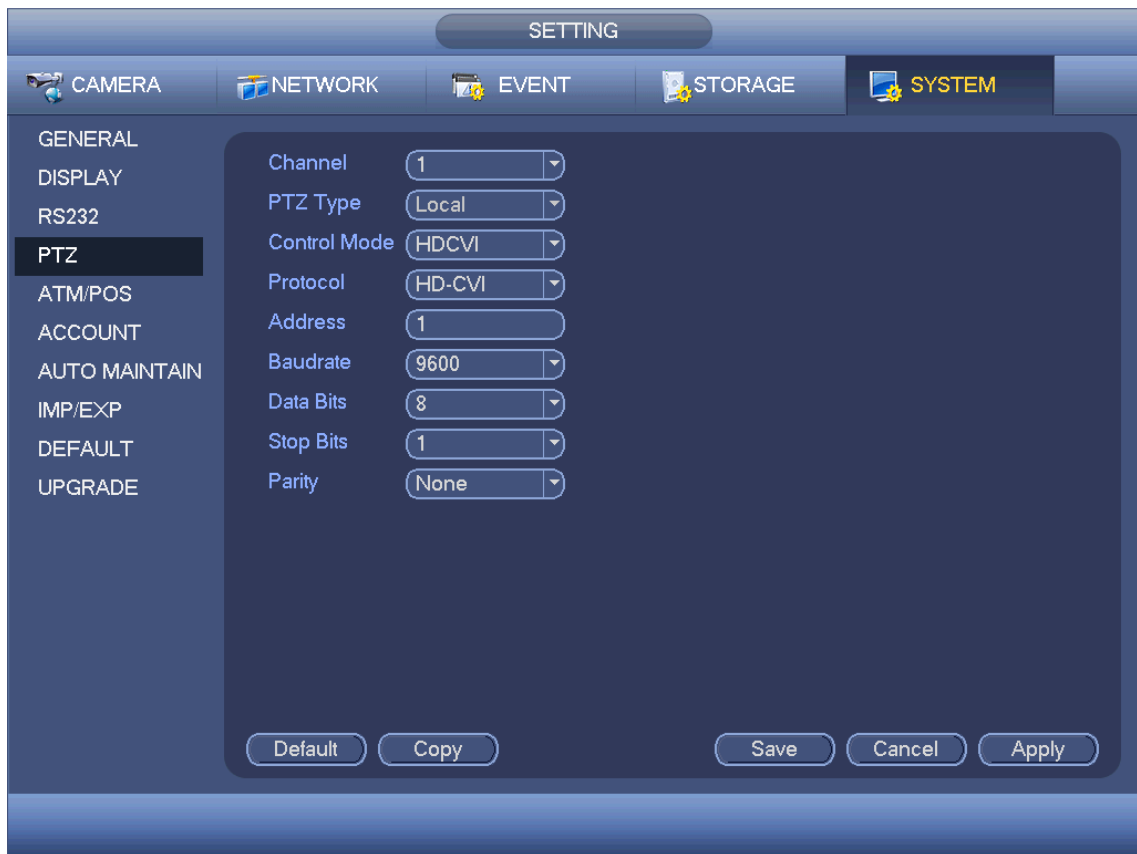 SETTING
CAMERA NETWORK EVENT STORAGE SYSTEM
GENERAL
DISPLAY
RS232
PTZ
ATM/POS
ACCOUNT
AUTO MAINTAIN
IMP/EXP
DEFAULT
UPGRADE
Channel 1
PTZ Type Local
Control Mode HDCVI
Protocol HD-CVI
Address 1
Baudrate 9600
Data Bits 8
Stop Bits 1
Parity None
Default Copy Save Cancel Apply